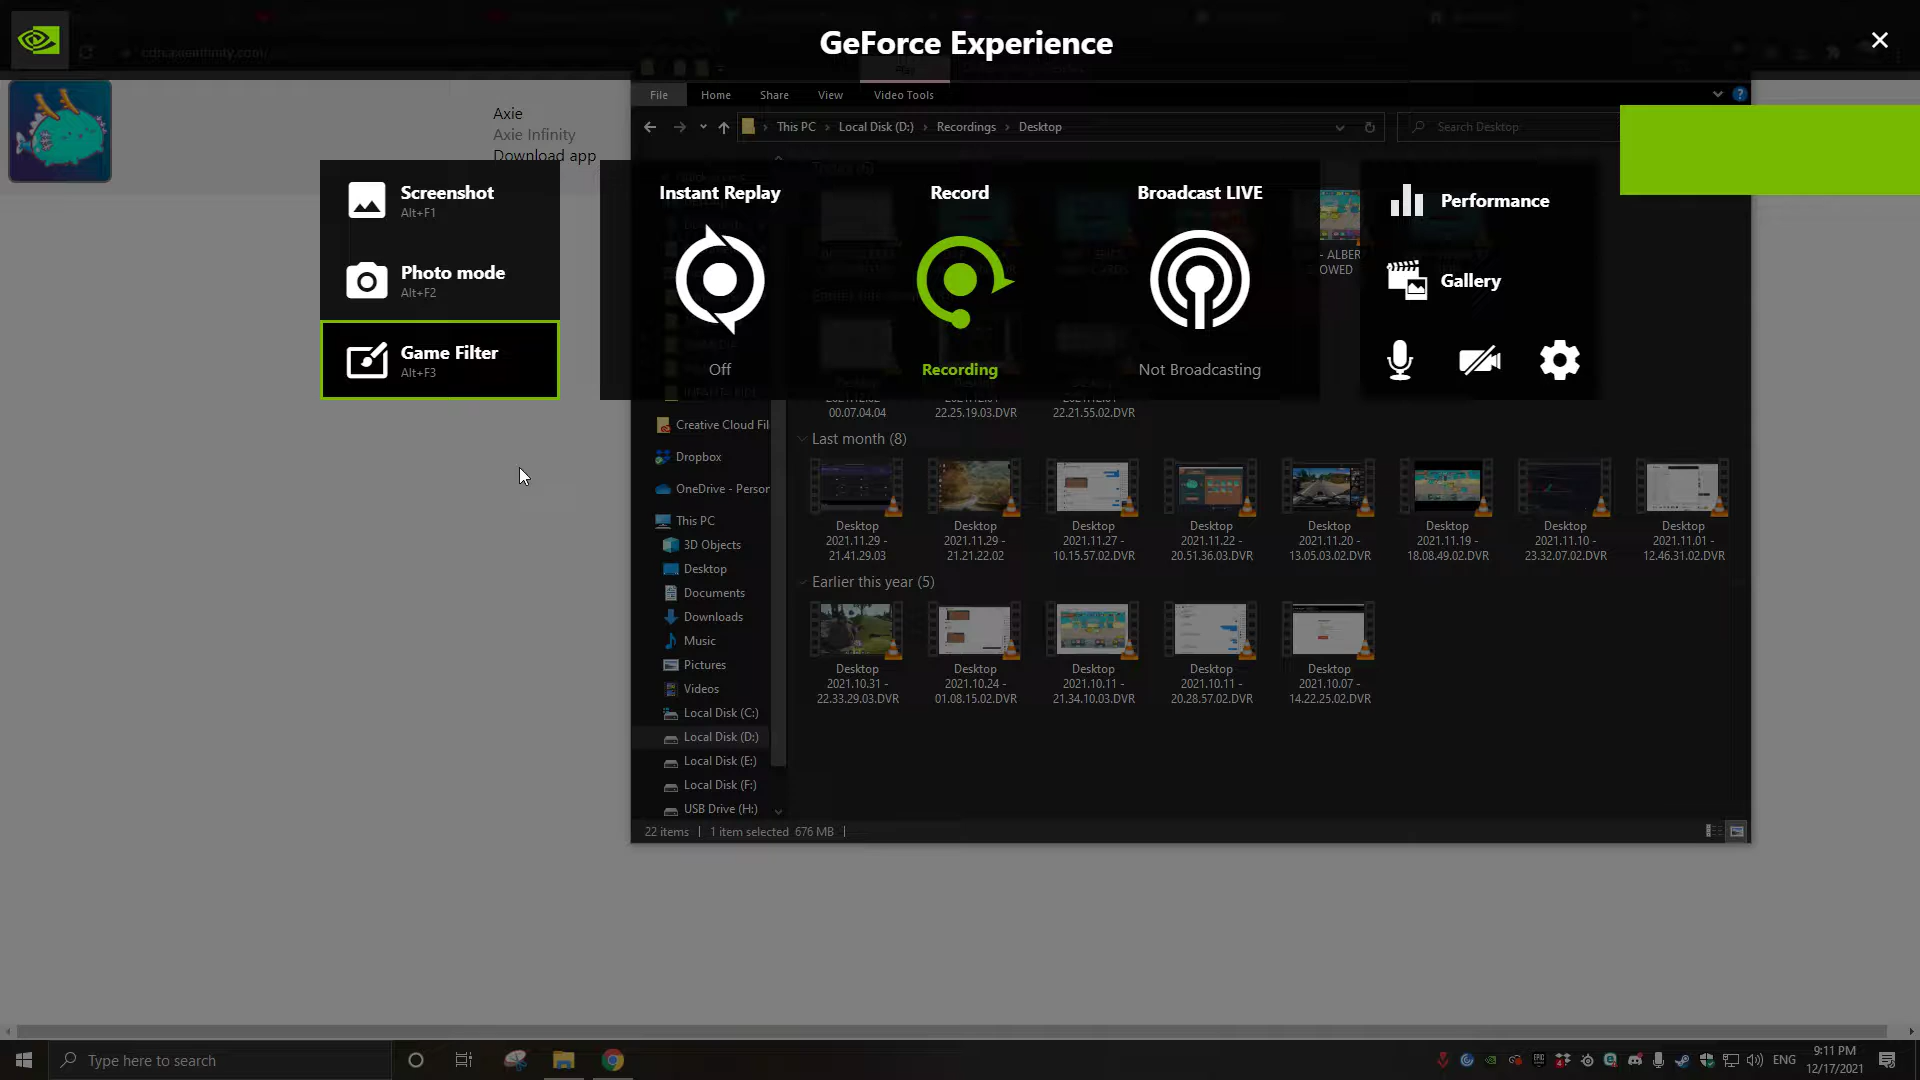 GeForce Experience
cdn.axieinfinity.com/
File
Home
Share
View
Video Tools
This PC
Local Disk (D:)
Recordings
Desktop
Search Desktop
Axie
Axie Infinity
Download app
Screenshot
Alt+F1
Photo mode
Alt+F2
Game Filter
Alt+F3
Instant Replay
Off
Record
Recording
Broadcast LIVE
Not Broadcasting
Performance
Gallery
- ALBER
OWED
00.07.04.04
22.25.19.03.DVR
22.21.55.02.DVR
Creative Cloud Fil
Dropbox
OneDrive - Person
This PC
3D Objects
Desktop
Documents
Downloads
Music
Pictures
Videos
Local Disk (C:)
Local Disk (D:)
Local Disk (E:)
Local Disk (F:)
USB Drive (H:)
Last month (8)
Desktop
2021.11.29 -
21.41.29.03
Desktop
2021.11.29 -
21.21.22.02
Desktop
2021.11.27 -
10.15.57.02.DVR
Desktop
2021.11.22 -
20.51.36.03.DVR
Desktop
2021.11.20 -
13.05.03.02.DVR
Desktop
2021.11.19 -
18.08.49.02.DVR
Desktop
2021.11.10 -
23.32.07.02.DVR
Desktop
2021.11.01 -
12.46.31.02.DVR
Earlier this year (5)
Desktop
2021.10.31 -
22.33.29.03.DVR
Desktop
2021.10.24 -
01.08.15.02.DVR
Desktop
2021.10.11 -
21.34.10.03.DVR
Desktop
2021.10.11 -
20.28.57.02.DVR
Desktop
2021.10.07 -
14.22.25.02.DVR
22 items
1 item selected 676 MB
Type here to search
ENG
9:11 PM
12/17/2021